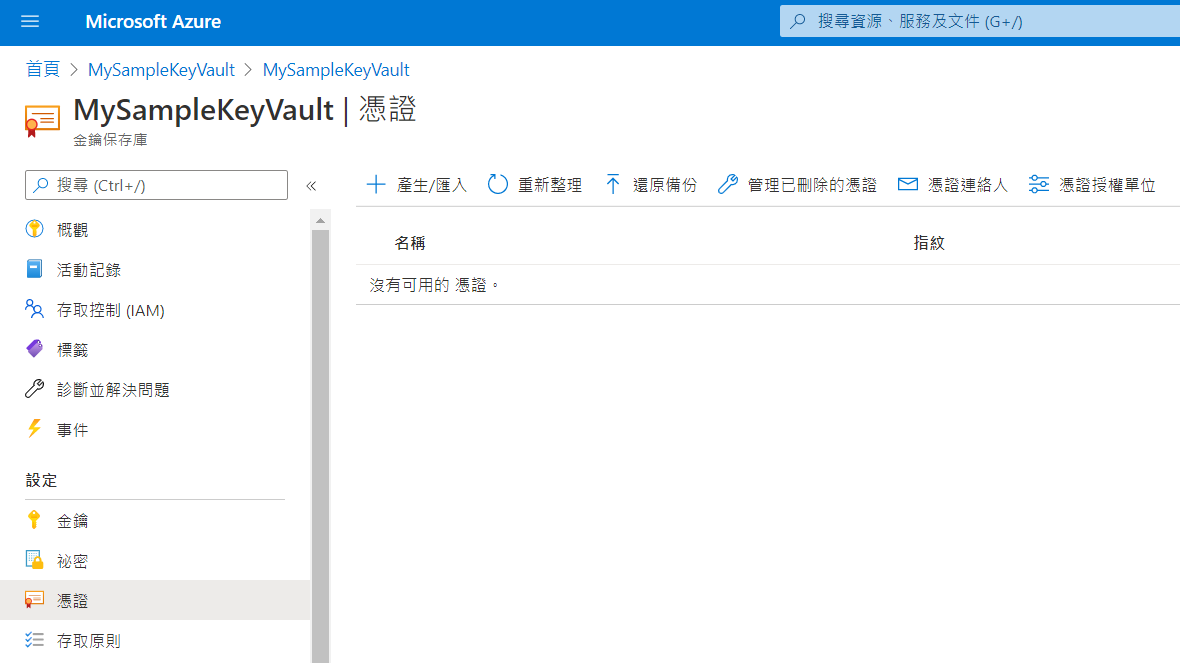 Microsoft Azure
搜尋資源、服務及文件 (G+/)
首頁 > MySampleKeyVault > MySampleKeyVault
MySampleKeyVault | 憑證
金鑰保存庫
搜尋 (Ctrl+/)
«
產生/匯入 重新整理 還原備份 管理已刪除的憑證 憑證連絡人 憑證授權單位
概觀
活動記錄
存取控制 (IAM)
標籤
診斷並解決問題
事件
設定
金鑰
祕密
憑證
存取原則
名稱 指紋
沒有可用的 憑證。